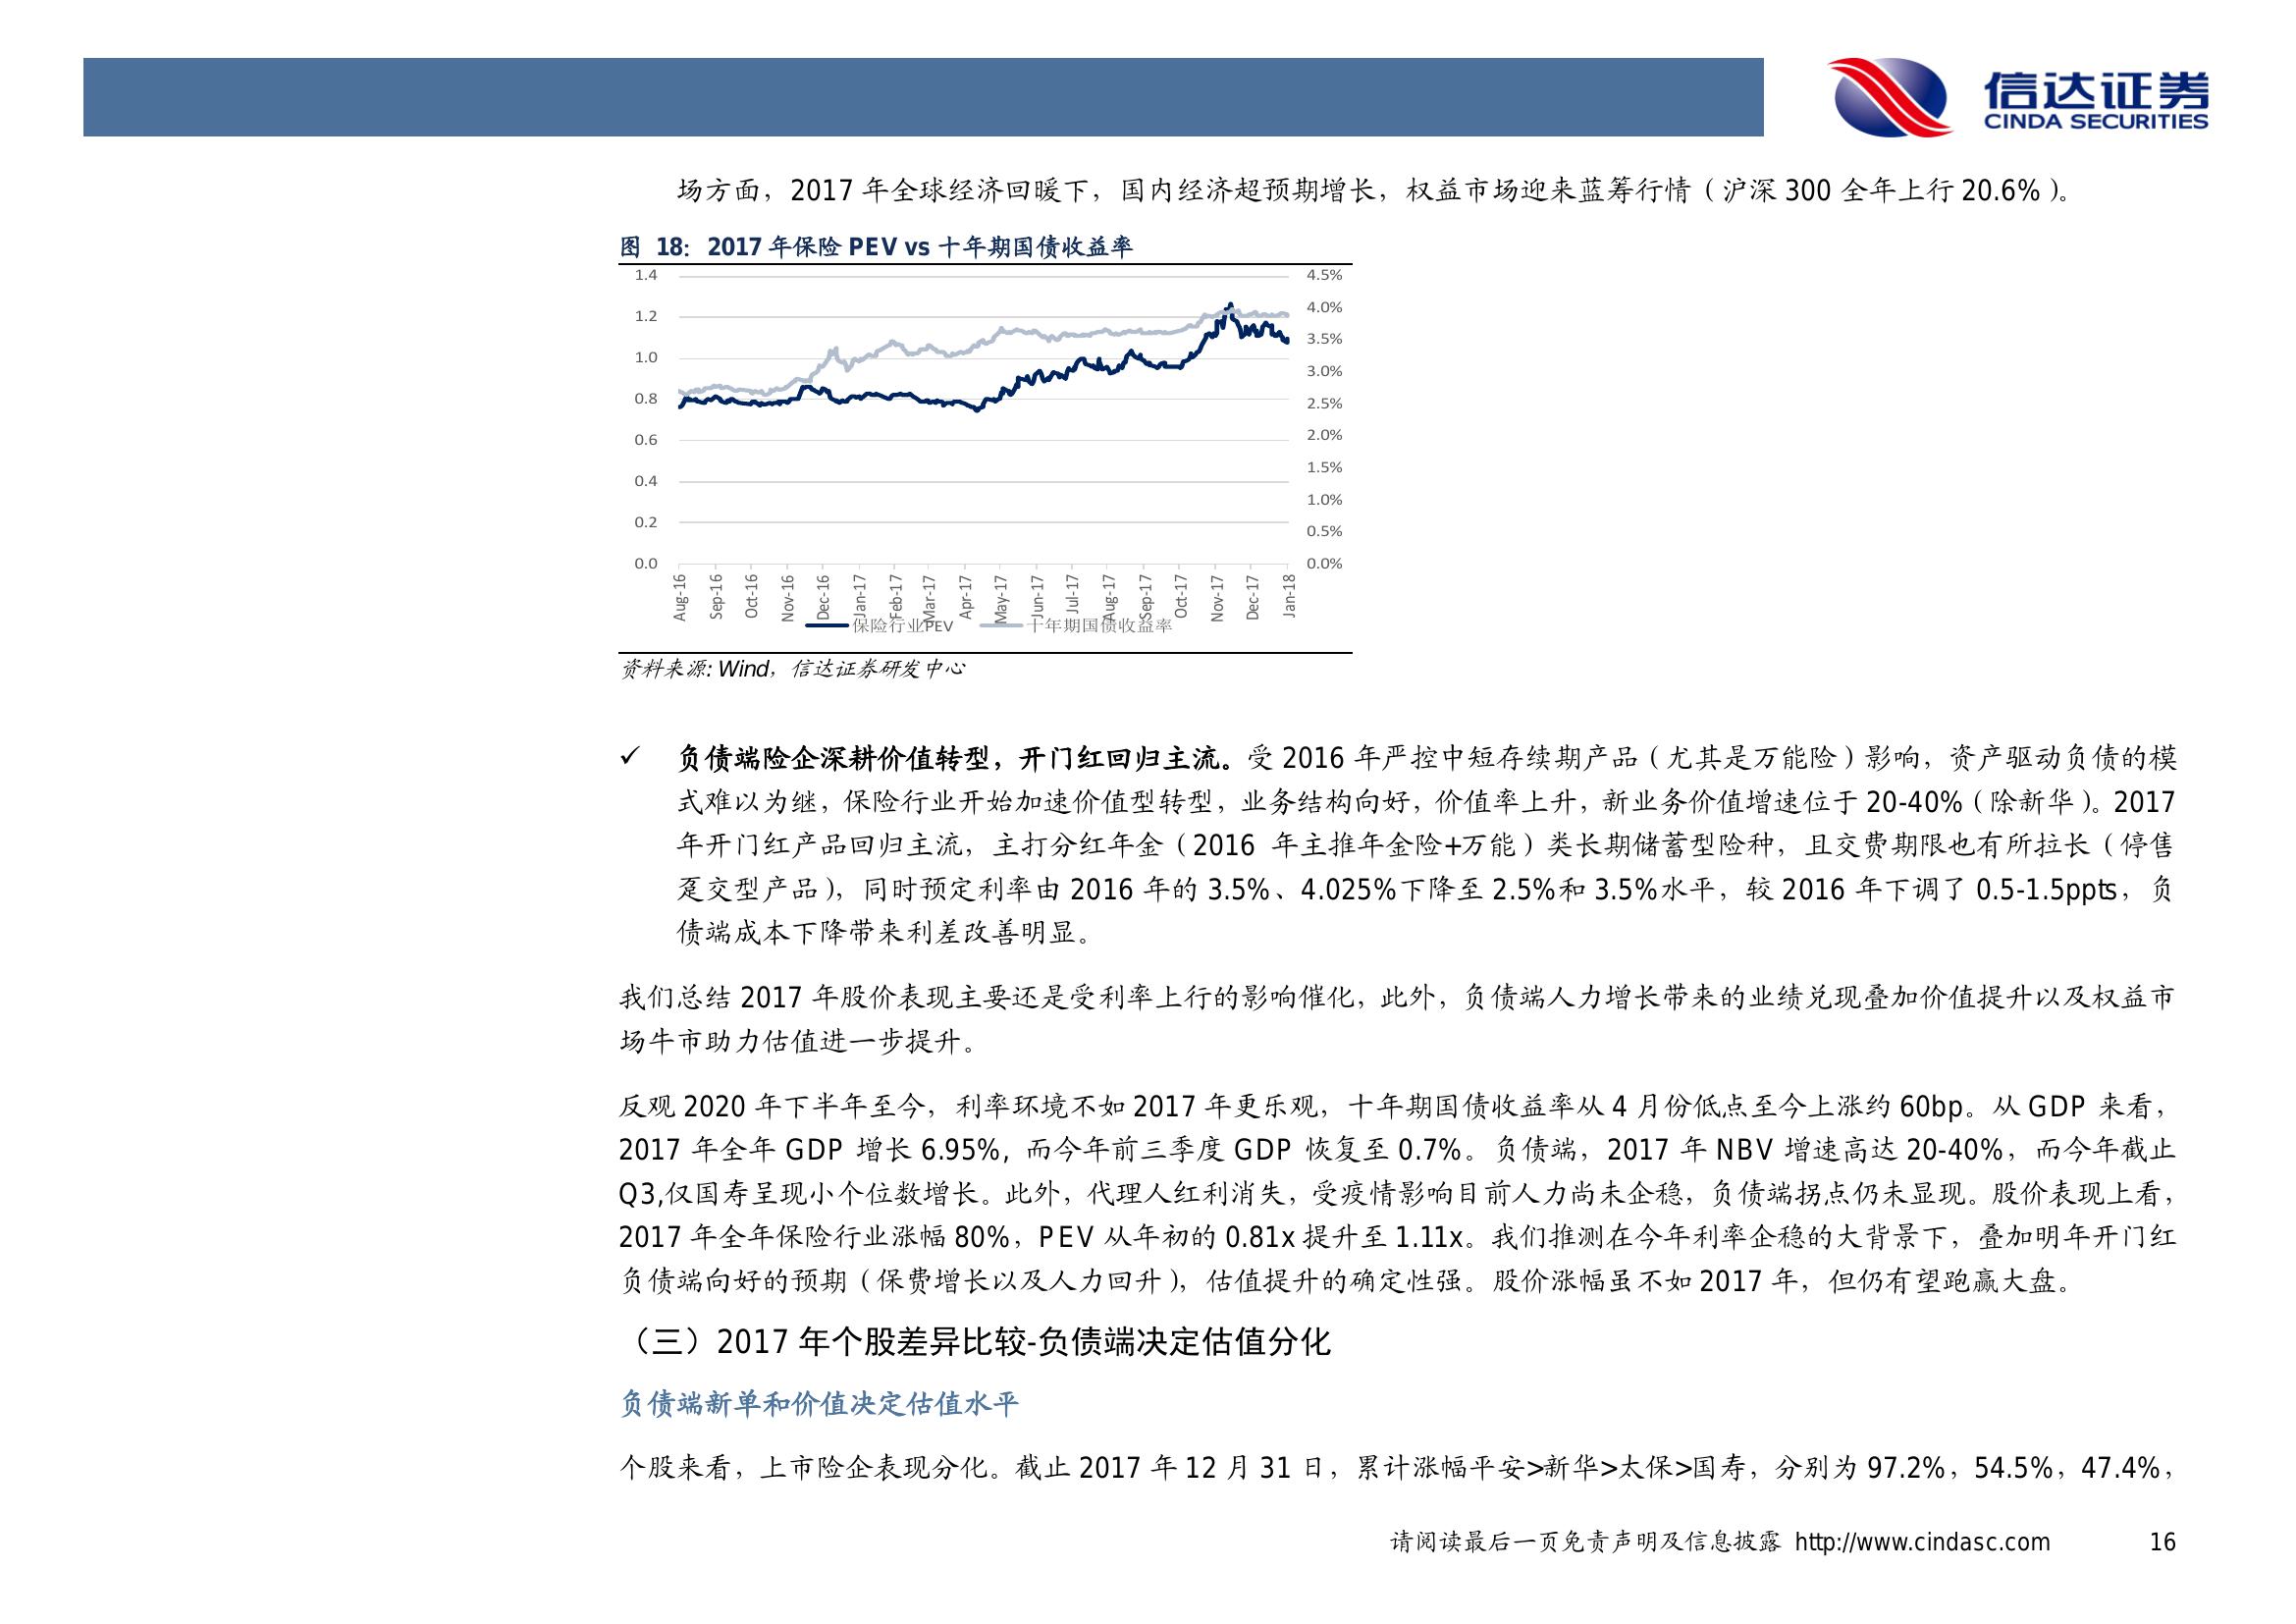 信达证券
CINDA SECURITIES
场方面，2017 年全球经济回暖下，国内经济超预期增长，权益市场迎来蓝筹行情（沪深 300 全年上行 20.6%）。
图 18：2017 年保险 PEV vs 十年期国债收益率
1.4
1.2
1.0
0.8
0.6
0.4
0.2
0.0
4.5%
4.0%
3.5%
3.0%
2.5%
2.0%
1.5%
1.0%
0.5%
0.0%
Aug-16
Sep-16
Oct-16
Nov-16
Dec-16
Jan-17
Feb-17
Mar-17
Apr-17
May-17
Jun-17
Jul-17
Aug-17
Sep-17
Oct-17
Nov-17
Dec-17
Jan-18
保险行业PEV
十年期国债收益率
资料来源: Wind，信达证券研发中心
✓ 负债端险企深耕价值转型，开门红回归主流。受 2016 年严控中短存续期产品（尤其是万能险）影响，资产驱动负债的模
式难以为继，保险行业开始加速价值型转型，业务结构向好，价值率上升，新业务价值增速位于 20-40%（除新华）。2017
年开门红产品回归主流，主打分红年金（2016 年主推年金险+万能）类长期储蓄型险种，且交费期限也有所拉长（停售
趸交型产品），同时预定利率由 2016 年的 3.5%、4.025%下降至 2.5%和 3.5%水平，较 2016 年下调了 0.5-1.5ppts，负
债端成本下降带来利差改善明显。
我们总结 2017 年股价表现主要还是受利率上行的影响催化，此外，负债端人力增长带来的业绩兑现叠加价值提升以及权益市
场牛市助力估值进一步提升。
反观 2020 年下半年至今，利率环境不如 2017 年更乐观，十年期国债收益率从 4 月份低点至今上涨约 60bp。从 GDP 来看，
2017 年全年 GDP 增长 6.95%, 而今年前三季度 GDP 恢复至 0.7%。负债端，2017 年 NBV 增速高达 20-40%，而今年截止
Q3,仅国寿呈现小个位数增长。此外，代理人红利消失，受疫情影响目前人力尚未企稳，负债端拐点仍未显现。股价表现上看，
2017 年全年保险行业涨幅 80%，PEV 从年初的 0.81x 提升至 1.11x。我们推测在今年利率企稳的大背景下，叠加明年开门红
负债端向好的预期（保费增长以及人力回升），估值提升的确定性强。股价涨幅虽不如 2017 年，但仍有望跑赢大盘。
（三）2017 年个股差异比较-负债端决定估值分化
负债端新单和价值决定估值水平
个股来看，上市险企表现分化。截止 2017 年 12 月 31 日，累计涨幅平安>新华>太保>国寿，分别为 97.2%，54.5%，47.4%，
请阅读最后一页免责声明及信息披露 http://www.cindasc.com 16